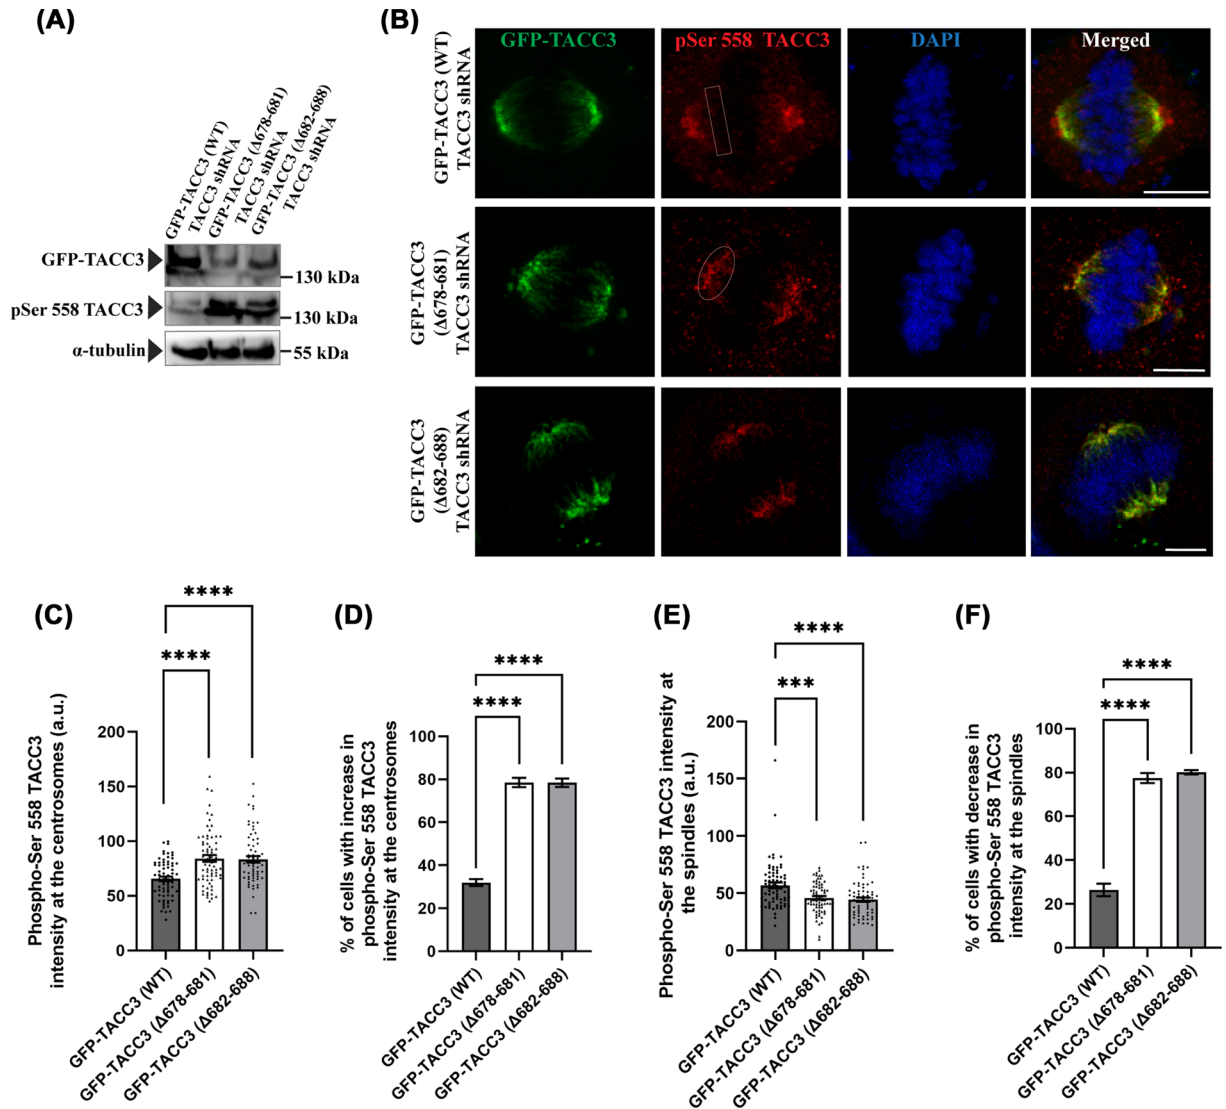 (A)
GFP-TACC3 (WT)
TACC3 shRNA
GFP-TACC3 (Δ678-681)
TACC3 shRNA
GFP-TACC3 (Δ682-688)
TACC3 shRNA
GFP-TACC3
130 kDa
pSer 558 TACC3
130 kDa
α-tubulin
55 kDa
(B)
GFP-TACC3
pSer 558 TACC3
DAPI
Merged
GFP-TACC3 (WT)
TACC3 shRNA
GFP-TACC3
(Δ678-681)
TACC3 shRNA
GFP-TACC3
(Δ682-688)
TACC3 shRNA
(C)
Phospho-Ser 558 TACC3
intensity at the centrosomes (a.u.)
200
150
100
50
0
****
****
GFP-TACC3 (WT)
GFP-TACC3 (Δ678-681)
GFP-TACC3 (Δ682-688)
(D)
% of cells with increase in
phospho-Ser 558 TACC3
intensity at the centrosomes
100
80
60
40
20
0
****
****
GFP-TACC3 (WT)
GFP-TACC3 (Δ678-681)
GFP-TACC3 (Δ682-688)
(E)
Phospho-Ser 558 TACC3 intensity at
the spindles (a.u.)
200
150
100
50
0
****
***
GFP-TACC3 (WT)
GFP-TACC3 (Δ678-681)
GFP-TACC3 (Δ682-688)
(F)
% of cells with decrease in
phospho-Ser 558 TACC3
intensity at the spindles
100
80
60
40
20
0
****
****
GFP-TACC3 (WT)
GFP-TACC3 (Δ678-681)
GFP-TACC3 (Δ682-688)